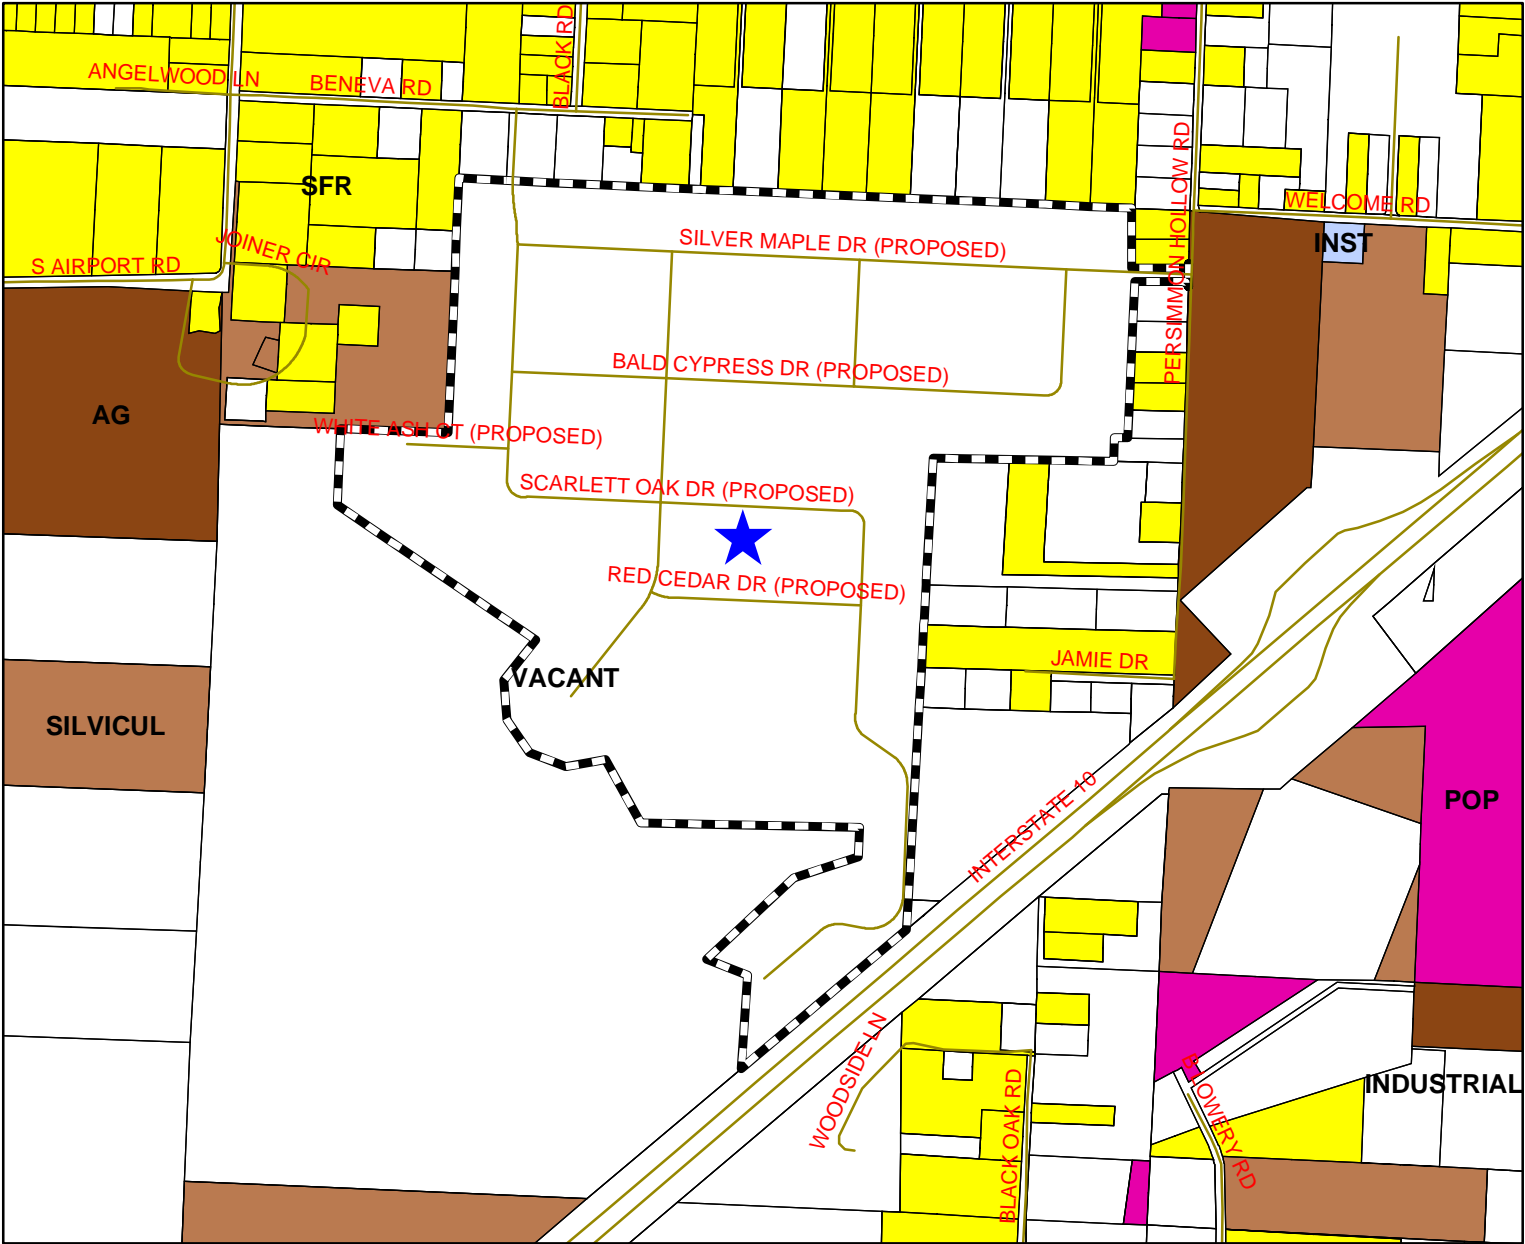 BLACK RD
ANGELWOOD LN
BENEVA RD
SFR
PERSIMMON HOLLOW RD
WELCOME RD
INST
SILVER MAPLE DR (PROPOSED)
JOINER CIR
S AIRPORT RD
BALD CYPRESS DR (PROPOSED)
AG
WHITE ASH CT (PROPOSED)
SCARLETT OAK DR (PROPOSED)
RED CEDAR DR (PROPOSED)
JAMIE DR
VACANT
SILVICUL
INTERSTATE 10
POP
WOODSIDE LN
BLACK OAK RD
INDUSTRIAL